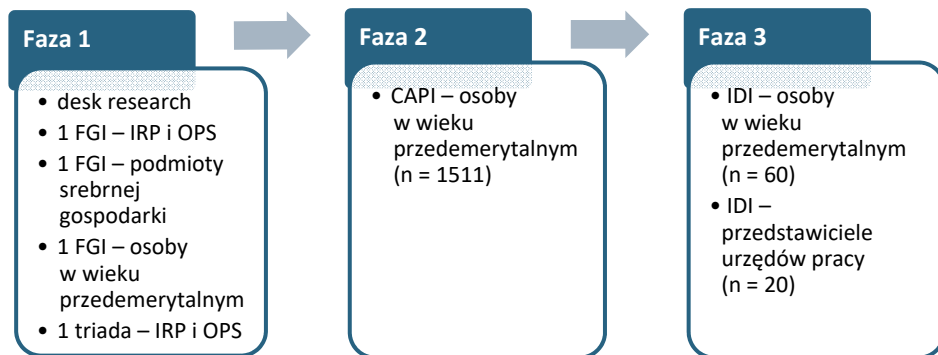 Faza 1
• desk research
• 1 FGI – IRP i OPS
• 1 FGI – podmioty
srebrnej
gospodarki
• 1 FGI – osoby
w wieku
przedemerytalnym
• 1 triada – IRP i OPS
Faza 2
• CAPI – osoby
w wieku
przedemerytalnym
(n = 1511)
Faza 3
• IDI – osoby
w wieku
przedemerytalnym
(n = 60)
• IDI –
przedstawiciele
urzędów pracy
(n = 20)